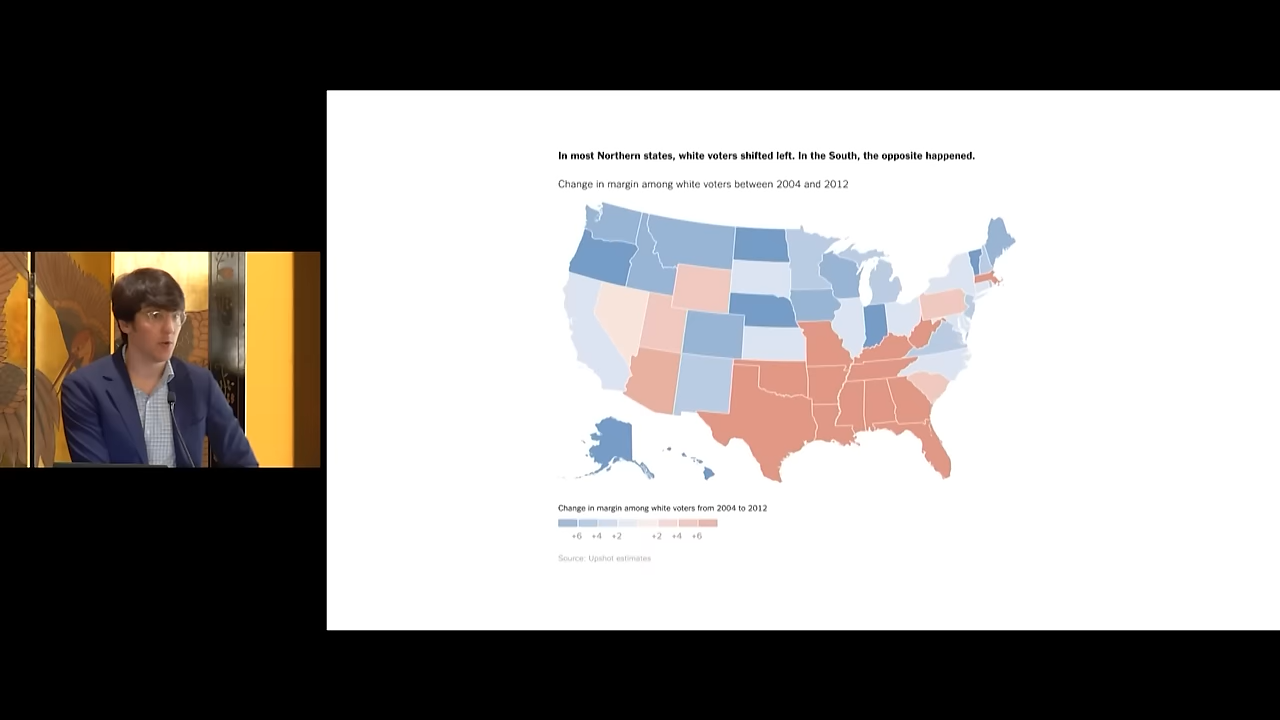 In most Northern states, white voters shifted left. In the South, the opposite happened.
Change in margin among white voters between 2004 and 2012
Change in margin among white voters from 2004 to 2012
+6 +4 +2 +2 +4 +6
Source: Upshot estimates